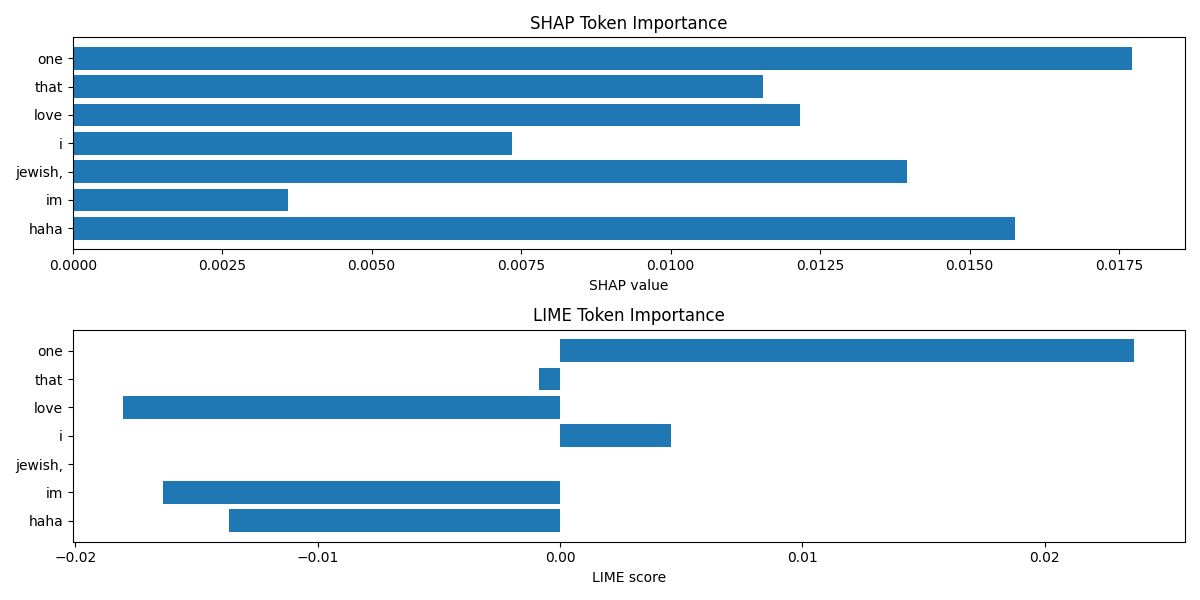 SHAP Token Importance
one
that
love
i
jewish,
im
haha
0.0000 0.0025 0.0050 0.0075 0.0100 0.0125 0.0150 0.0175
SHAP value
LIME Token Importance
one
that
love
i
jewish,
im
haha
−0.02 −0.01 0.00 0.01 0.02
LIME score